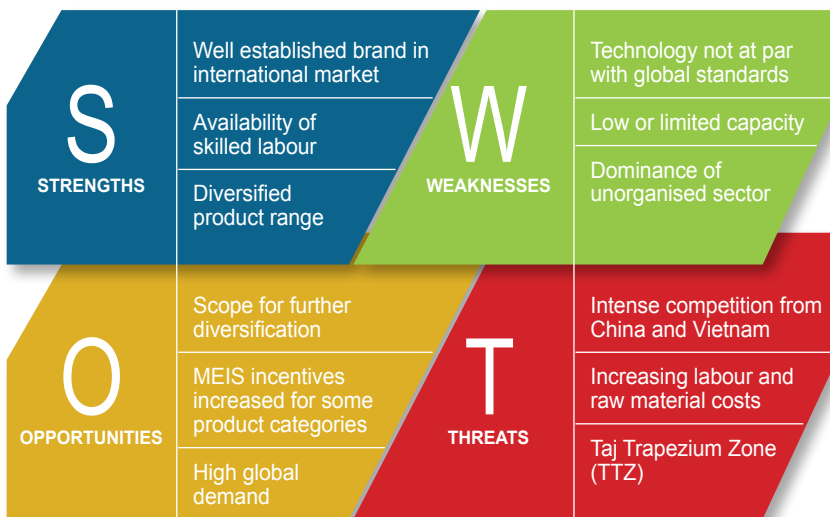 S
STRENGTHS
Well established brand in
international market
Availability of
skilled labour
Diversified
product range
W
WEAKNESSES
Technology not at par
with global standards
Low or limited capacity
Dominance of
unorganised sector
O
OPPORTUNITIES
Scope for further
diversification
MEIS incentives
increased for some
product categories
High global
demand
T
THREATS
Intense competition from
China and Vietnam
Increasing labour and
raw material costs
Taj Trapezium Zone
(TTZ)